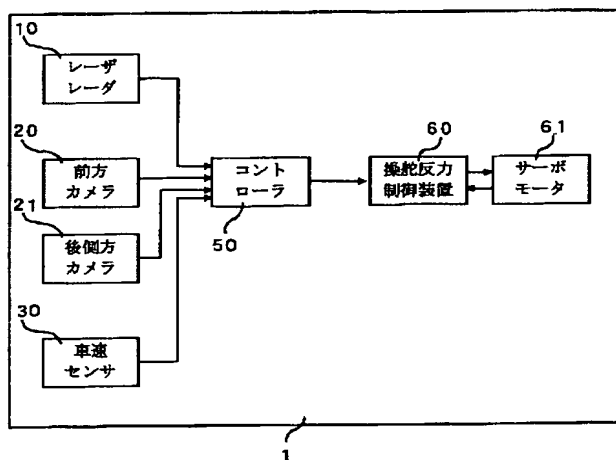 10
レーザ
レーダ
20
前方
カメラ
21
後側方
カメラ
30
車速
センサ
コント
ローラ
50
60
操舵反力
制御装置
61
サーボ
モータ
1